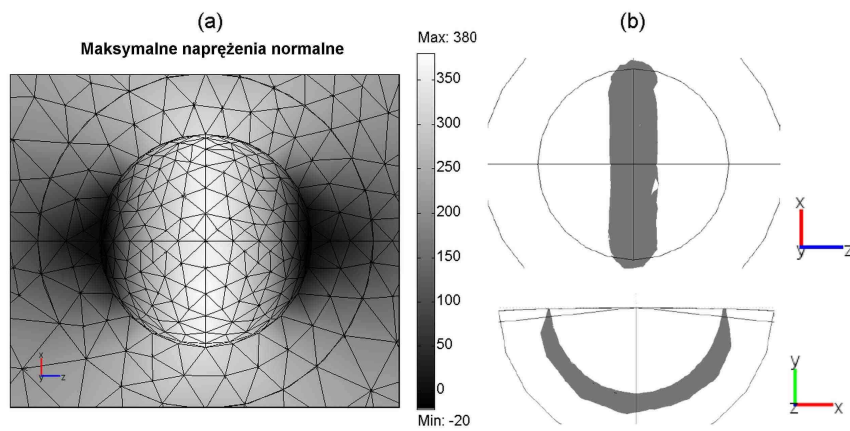 (a)
Maksymalne naprężenia normalne
x
y
z
Max: 380
350
300
250
200
150
100
50
0
Min: -20
(b)
x
y
z
y
z
x